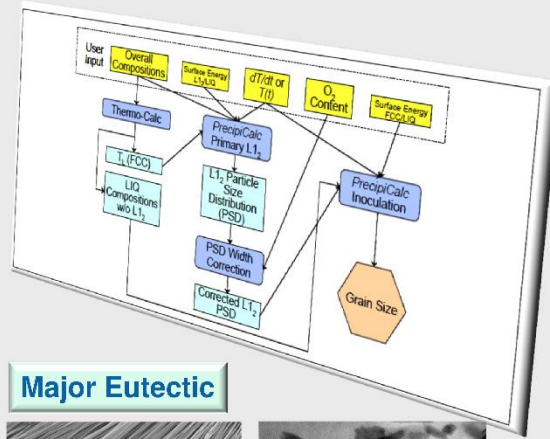 User
Input
Overall
Compositions
Surface Energy
L1₂/LIQ
dT/dt or
T(t)
O₂
Content
Surface Energy
FCC/LIQ
Thermo-Calc
PrecipiCalc
Primary L1₂
PrecipiCalc
Inoculation
T_L (FCC)
LIQ
Compositions
w/o L1₂
L1₂ Particle
Size
Distribution
(PSD)
PSD Width
Correction
Corrected L1₂
PSD
Grain Size
Major Eutectic